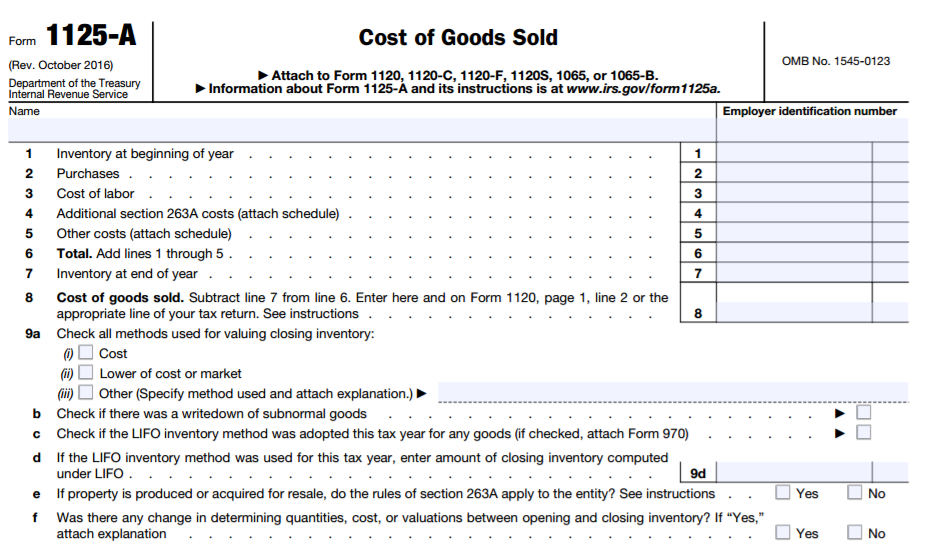 Form 1125-A
(Rev. October 2016)
Department of the Treasury
Internal Revenue Service
Cost of Goods Sold
▶ Attach to Form 1120, 1120-C, 1120-F, 1120S, 1065, or 1065-B.
▶ Information about Form 1125-A and its instructions is at www.irs.gov/form1125a.
OMB No. 1545-0123
Name
Employer identification number
1 Inventory at beginning of year . . . . . . . . . . . . . . . . . . 1
2 Purchases . . . . . . . . . . . . . . . . . . . . . . . 2
3 Cost of labor . . . . . . . . . . . . . . . . . . . . . . 3
4 Additional section 263A costs (attach schedule) . . . . . . . . . . . . . 4
5 Other costs (attach schedule) . . . . . . . . . . . . . . . . . . 5
6 Total. Add lines 1 through 5 . . . . . . . . . . . . . . . . . . . 6
7 Inventory at end of year . . . . . . . . . . . . . . . . . . . . 7
8 Cost of goods sold. Subtract line 7 from line 6. Enter here and on Form 1120, page 1, line 2 or the
appropriate line of your tax return. See instructions . . . . . . . . . . . . 8
9a Check all methods used for valuing closing inventory:
(i) Cost
(ii) Lower of cost or market
(iii) Other (Specify method used and attach explanation.) ▶
b Check if there was a writedown of subnormal goods . . . . . . . . . . . . . . . . . . ▶
c Check if the LIFO inventory method was adopted this tax year for any goods (if checked, attach Form 970) . . . . . . ▶
d If the LIFO inventory method was used for this tax year, enter amount of closing inventory computed
under LIFO . . . . . . . . . . . . . . . . . . . . . . . 9d
e If property is produced or acquired for resale, do the rules of section 263A apply to the entity? See instructions . . Yes No
f Was there any change in determining quantities, cost, or valuations between opening and closing inventory? If “Yes,”
attach explanation . . . . . . . . . . . . . . . . . . . . . . . . . Yes No